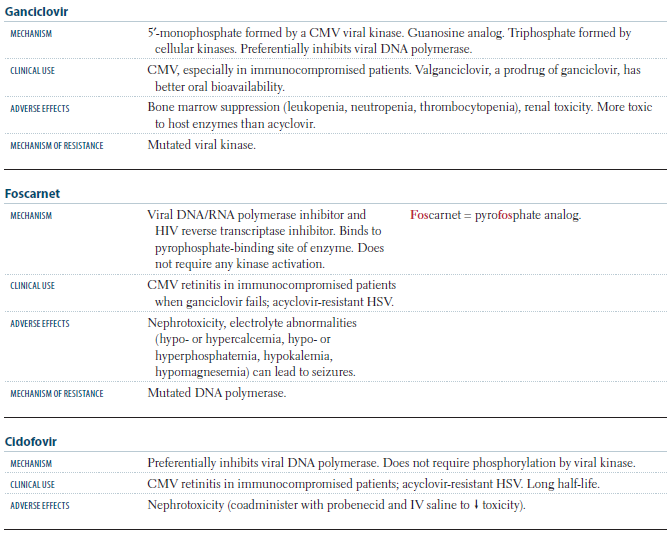 Ganciclovir
MECHANISM 5′-monophosphate formed by a CMV viral kinase. Guanosine analog. Triphosphate formed by
cellular kinases. Preferentially inhibits viral DNA polymerase.
CLINICAL USE CMV, especially in immunocompromised patients. Valganciclovir, a prodrug of ganciclovir, has
better oral bioavailability.
ADVERSE EFFECTS Bone marrow suppression (leukopenia, neutropenia, thrombocytopenia), renal toxicity. More toxic
to host enzymes than acyclovir.
MECHANISM OF RESISTANCE Mutated viral kinase.
Foscarnet
MECHANISM Viral DNA/RNA polymerase inhibitor and Foscarnet = pyrofosphate analog.
HIV reverse transcriptase inhibitor. Binds to
pyrophosphate-binding site of enzyme. Does
not require any kinase activation.
CLINICAL USE CMV retinitis in immunocompromised patients
when ganciclovir fails; acyclovir-resistant HSV.
ADVERSE EFFECTS Nephrotoxicity, electrolyte abnormalities
(hypo- or hypercalcemia, hypo- or
hyperphosphatemia, hypokalemia,
hypomagnesemia) can lead to seizures.
MECHANISM OF RESISTANCE Mutated DNA polymerase.
Cidofovir
MECHANISM Preferentially inhibits viral DNA polymerase. Does not require phosphorylation by viral kinase.
CLINICAL USE CMV retinitis in immunocompromised patients; acyclovir-resistant HSV. Long half-life.
ADVERSE EFFECTS Nephrotoxicity (coadminister with probenecid and IV saline to ↓ toxicity).